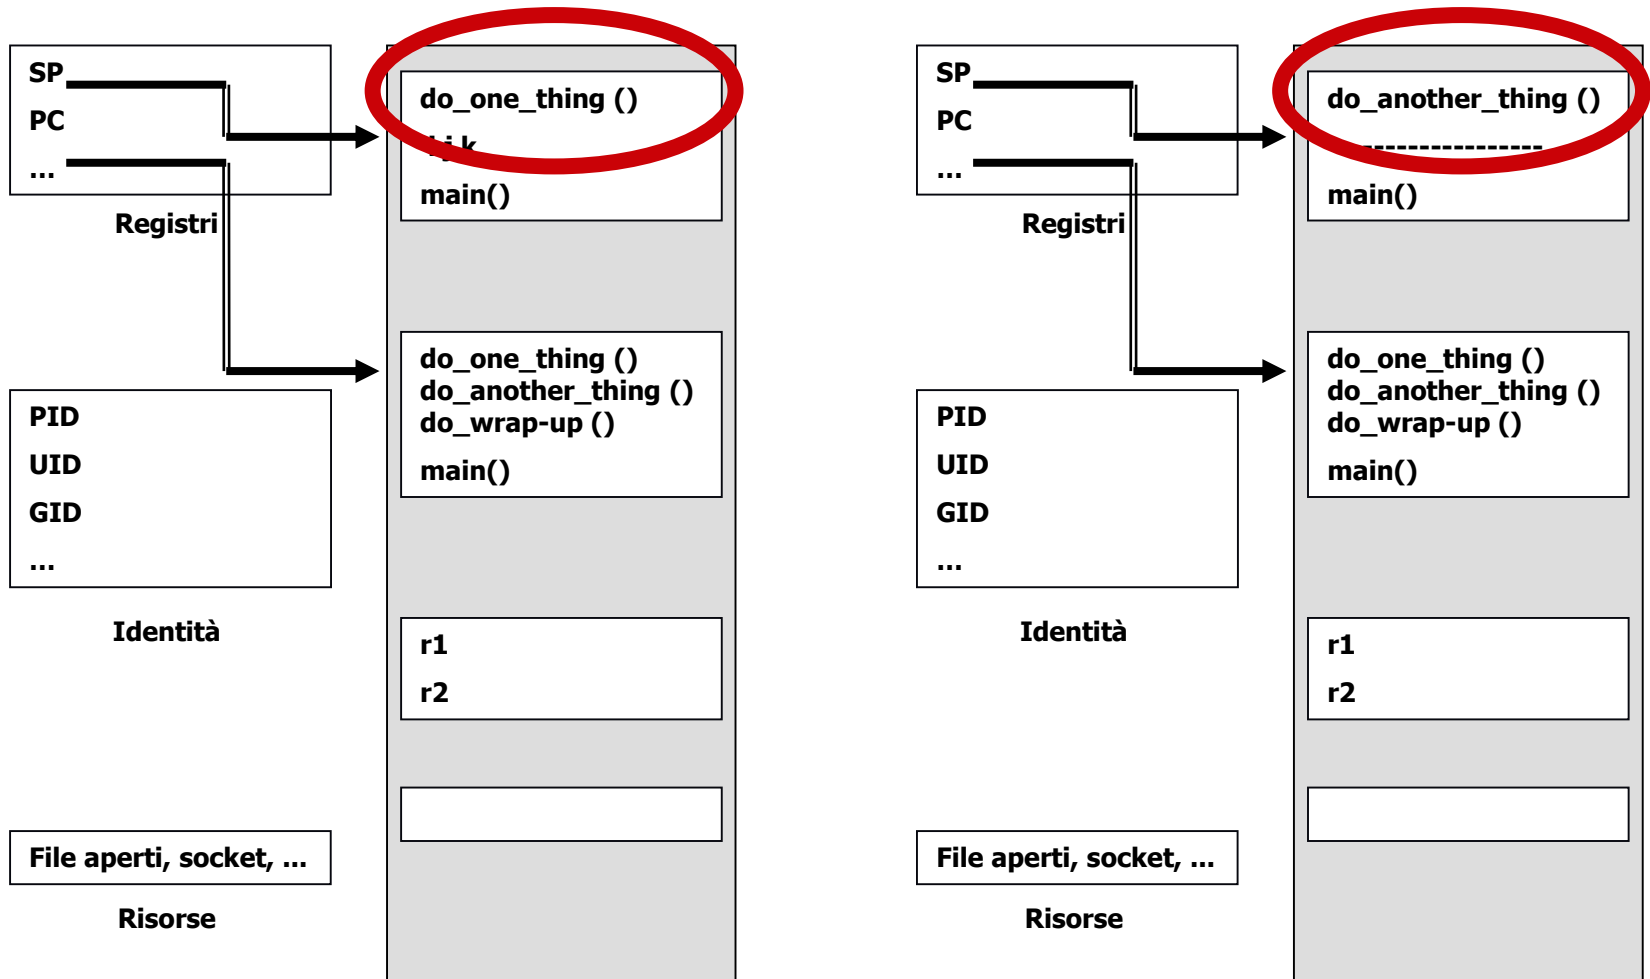 SP
PC
...
Registri
PID
UID
GID
...
Identità
File aperti, socket, ...
Risorse
do_one_thing ()
main()
do_one_thing ()
do_another_thing ()
do_wrap-up ()
main()
r1
r2
SP
PC
...
Registri
PID
UID
GID
...
Identità
File aperti, socket, ...
Risorse
do_another_thing ()
----------------
main()
do_one_thing ()
do_another_thing ()
do_wrap-up ()
main()
r1
r2